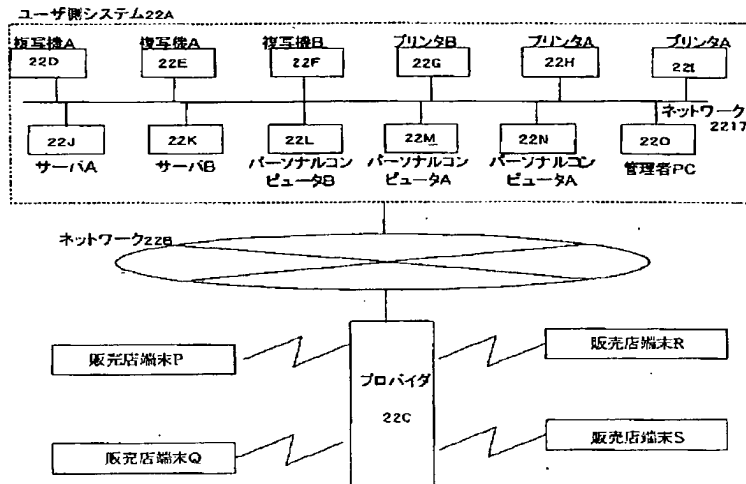 ユーザ側システム22A
複写機A
複写機A
複写機B
プリンタB
プリンタA
プリンタA
22D
22E
22F
22G
22H
22I
ネットワーク
2217
22J
22K
22L
22M
22N
22O
サーバA
サーバB
パーソナルコン
ピュータB
パーソナルコン
ピュータA
パーソナルコン
ピュータA
管理者PC
ネットワーク22B
販売店端末P
販売店端末R
プロバイダ
22C
販売店端末Q
販売店端末S